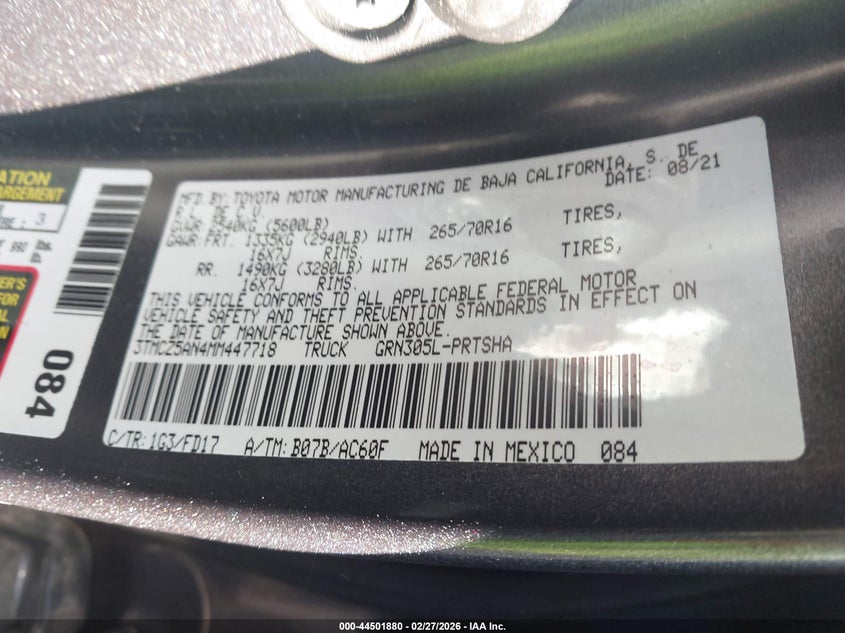 ATION
ARGEMENT
3
084
MFD. BY: TOYOTA MOTOR MANUFACTURING DE BAJA CALIFORNIA, S. DE
R.L. DE C.V. DATE: 08/21
GVWR: 2540KG (5600LB)
GAWR: FRT. 1335KG (2940LB) WITH 265/70R16 TIRES,
16X7J RIMS.
RR. 1490KG (3280LB) WITH 265/70R16 TIRES,
16X7J RIMS.
THIS VEHICLE CONFORMS TO ALL APPLICABLE FEDERAL MOTOR
VEHICLE SAFETY AND THEFT PREVENTION STANDARDS IN EFFECT ON
THE DATE OF MANUFACTURE SHOWN ABOVE.
3TMCZ5AN4MM447718 TRUCK GRN305L-PRTSHA
C/TR: 1G3/FD17 A/TM: B07B/AC60F MADE IN MEXICO 084
000-44501880 | 02/27/2026 - IAA Inc.